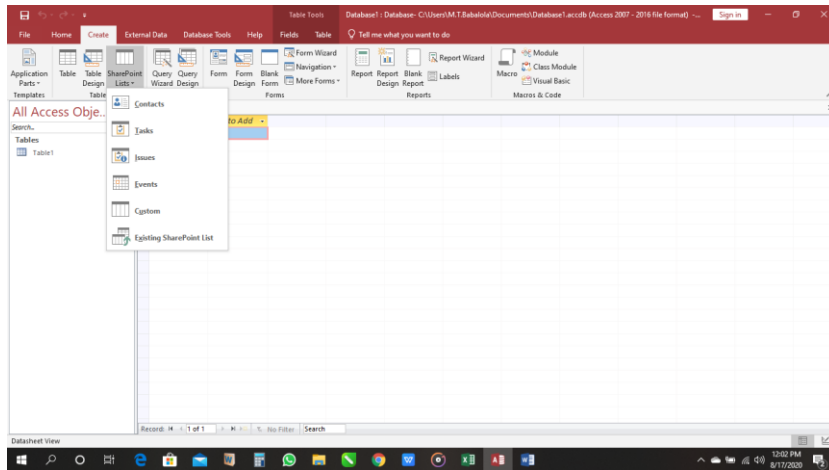 Table Tools
Database1 : Database- C:\Users\M.T.Babalola\Documents\Database1.accdb (Access 2007 - 2016 file format) -...
Sign in
File Home Create External Data Database Tools Help Fields Table Tell me what you want to do
Application Parts
Table
Table Design
SharePoint Lists
Query Wizard
Query Design
Form
Form Design
Blank Form
Form Wizard
Navigation
More Forms
Report
Report Design
Blank Report
Report Wizard
Labels
Macro
Module
Class Module
Visual Basic
Templates Table Forms Reports Macros & Code
All Access Obje...
Search...
Tables
Table1
Contacts
Tasks
Issues
Events
Custom
Existing SharePoint List
to Add
Record: 1 of 1 No Filter Search
Datasheet View
12:02 PM
8/17/2020